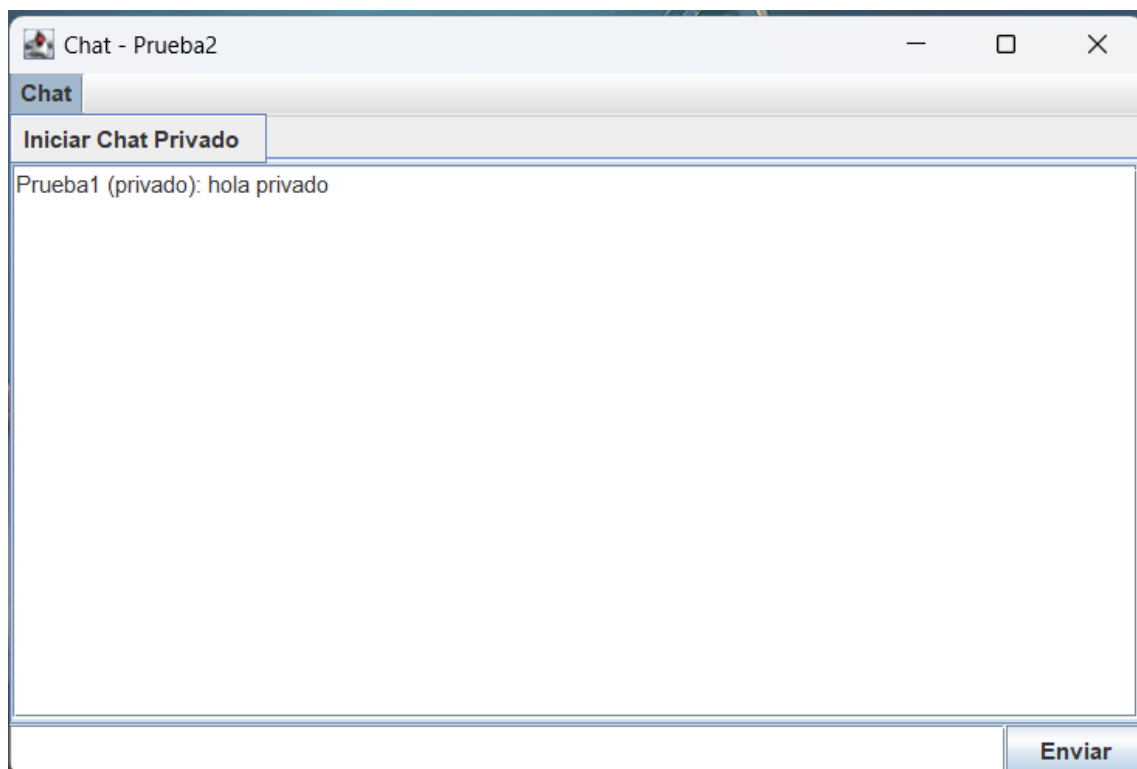 Chat - Prueba2
Chat
Iniciar Chat Privado
Prueba1 (privado): hola privado
Enviar